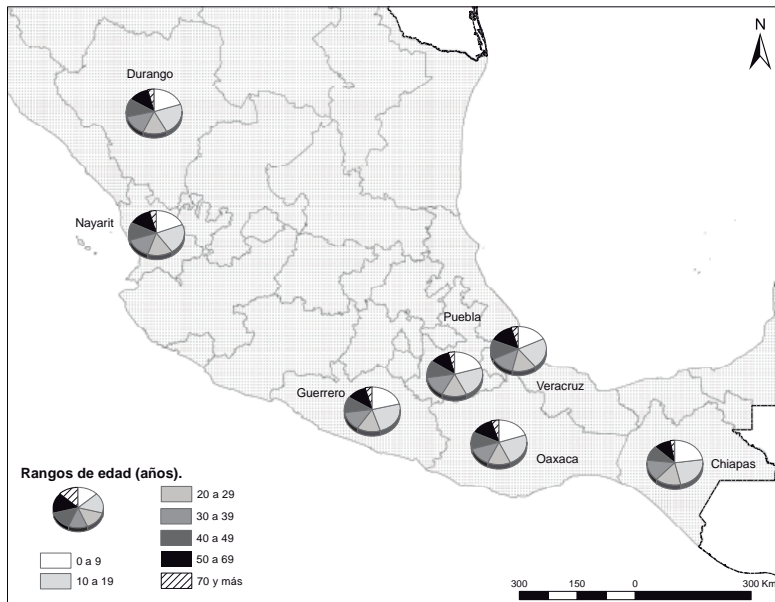 N
Durango
Nayarit
Puebla
Veracruz
Guerrero
Oaxaca
Chiapas
Rangos de edad (años).
0 a 9
10 a 19
20 a 29
30 a 39
40 a 49
50 a 69
70 y más
300 150 0 300 Km